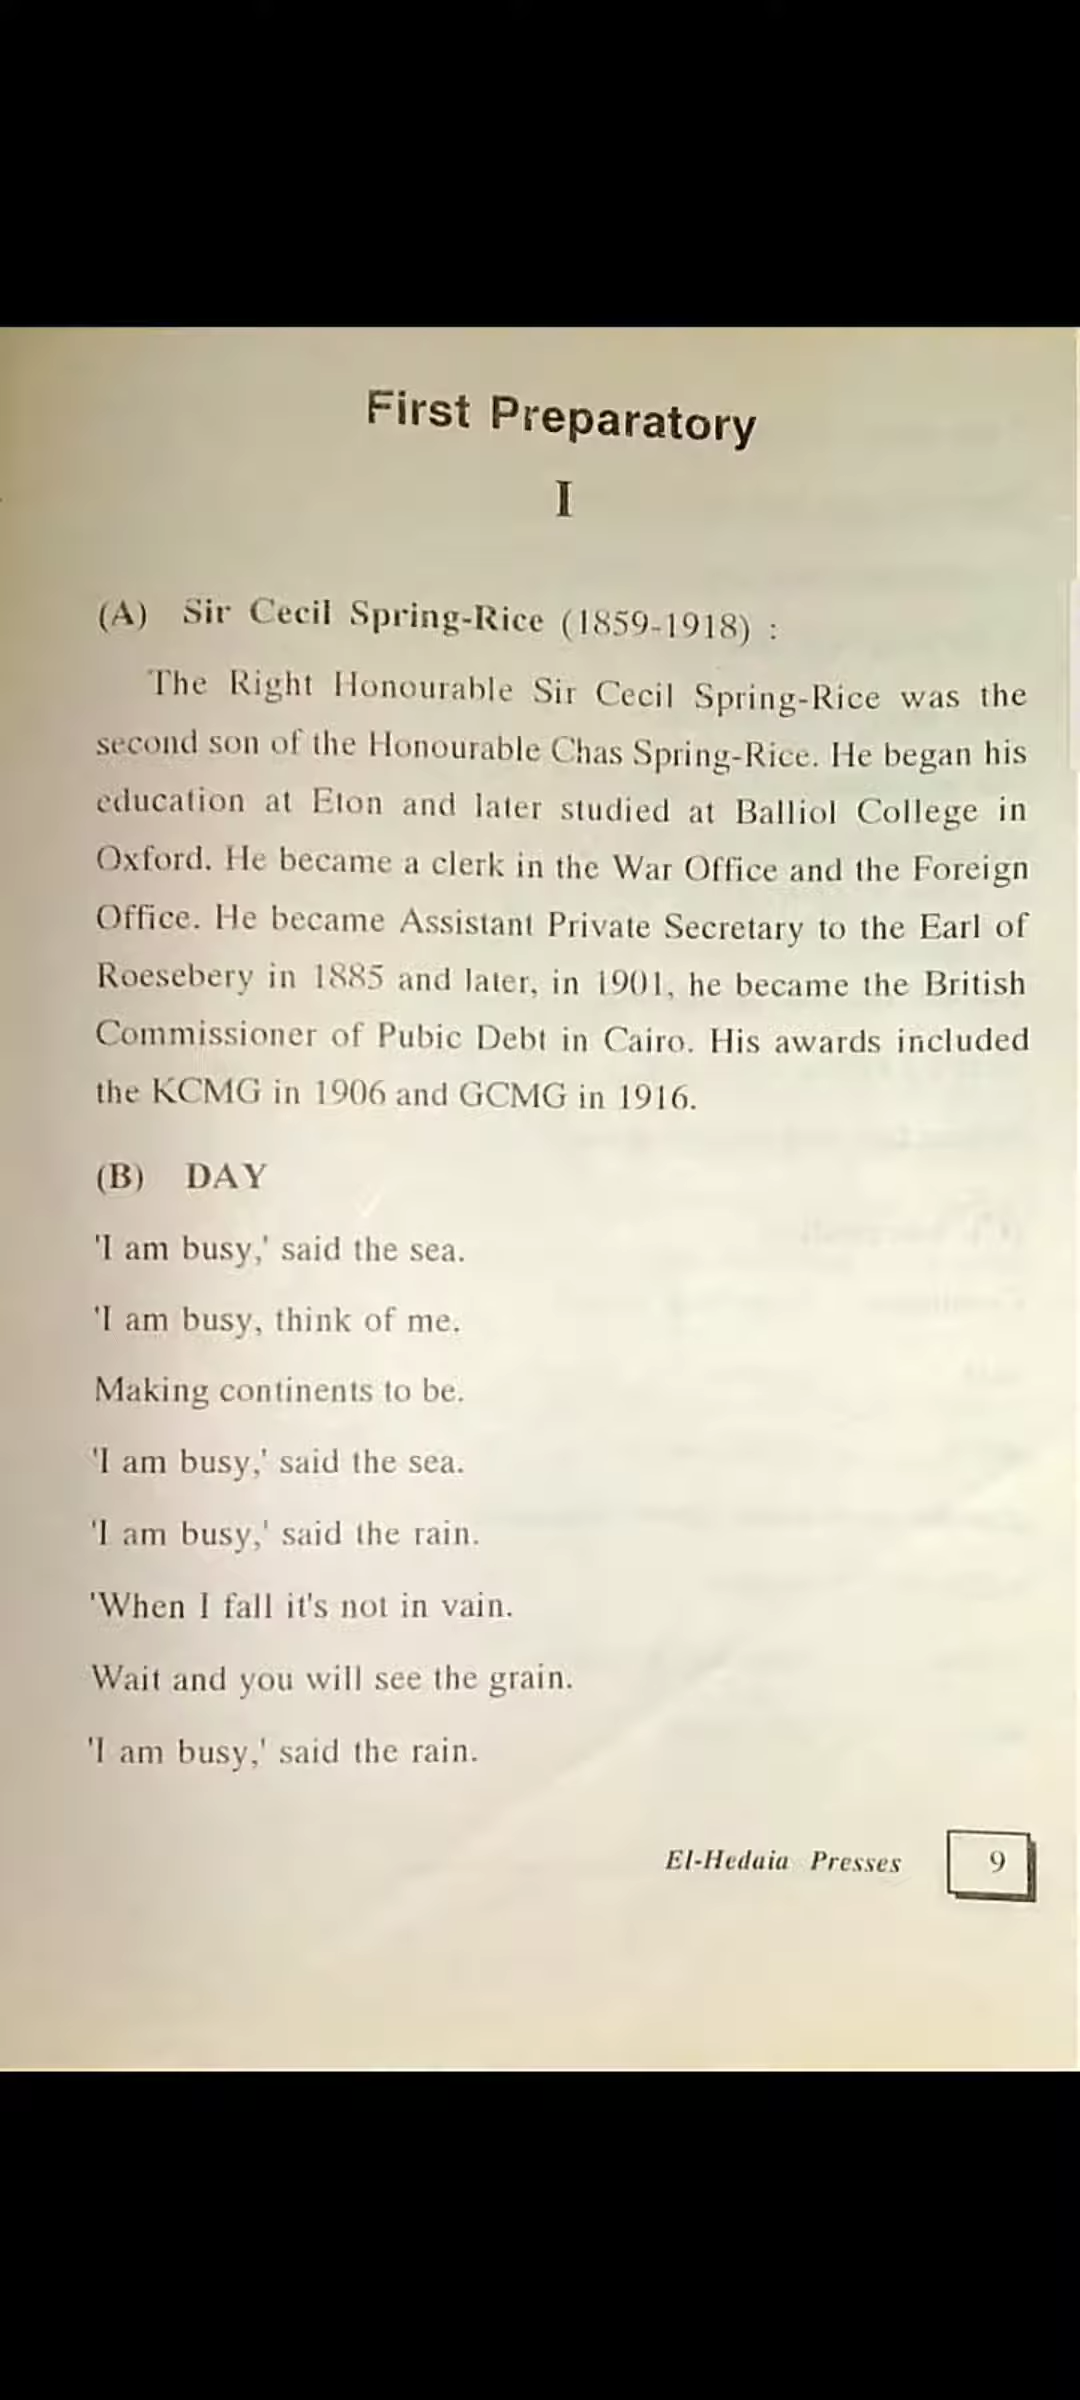 First Preparatory
I
(A) Sir Cecil Spring-Rice (1859-1918) :
The Right Honourable Sir Cecil Spring-Rice was the
second son of the Honourable Chas Spring-Rice. He began his
education at Eton and later studied at Balliol College in
Oxford. He became a clerk in the War Office and the Foreign
Office. He became Assistant Private Secretary to the Earl of
Roesebery in 1885 and later, in 1901, he became the British
Commissioner of Pubic Debt in Cairo. His awards included
the KCMG in 1906 and GCMG in 1916.
(B) DAY
'I am busy,' said the sea.
'I am busy, think of me.
Making continents to be.
'I am busy,' said the sea.
'I am busy,' said the rain.
'When I fall it's not in vain.
Wait and you will see the grain.
'I am busy,' said the rain.
El-Hedaia Presses 9